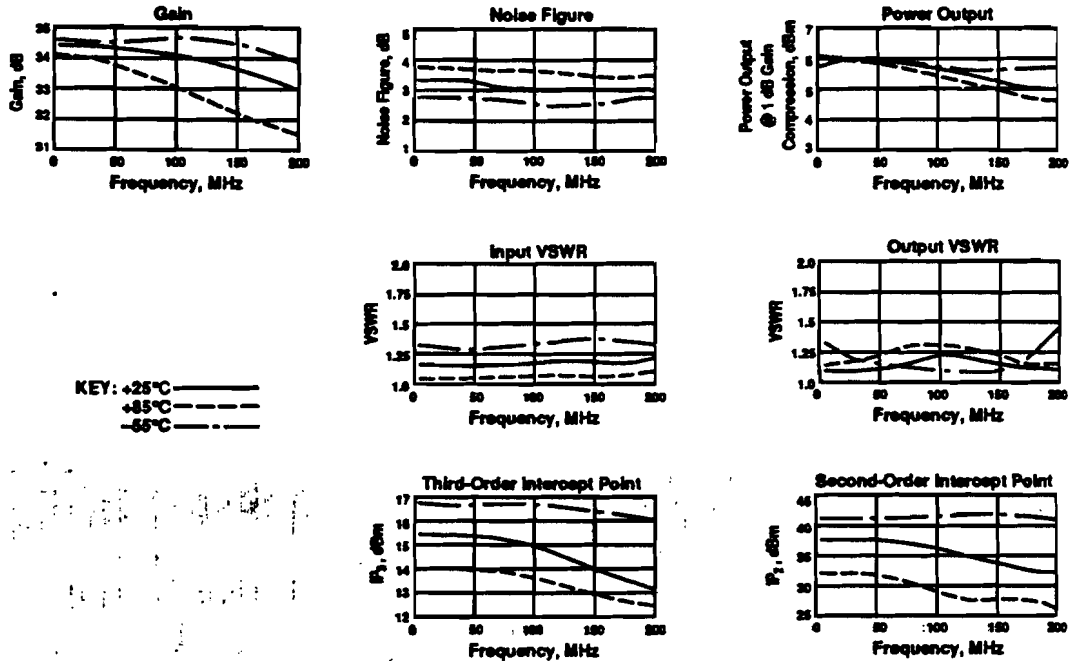 Gain
Gain, dB
35
34
33
32
31
0 50 100 150 200
Frequency, MHz
Noise Figure
Noise Figure, dB
5
4
3
2
1
0 50 100 150 200
Frequency, MHz
Power Output
Power Output
@ 1 dB Gain
Compression, dBm
7
6
5
4
3
0 50 100 150 200
Frequency, MHz
Input VSWR
VSWR
2.0
1.75
1.5
1.25
1.0
0 50 100 150 200
Frequency, MHz
Output VSWR
VSWR
2.0
1.75
1.5
1.25
1.0
0 50 100 150 200
Frequency, MHz
KEY: +25°C
+85°C
-55°C
Third-Order Intercept Point
IP3, dBm
17
16
15
14
13
12
0 50 100 150 200
Frequency, MHz
Second-Order Intercept Point
IP2, dBm
45
40
35
30
25
0 50 100 150 200
Frequency, MHz